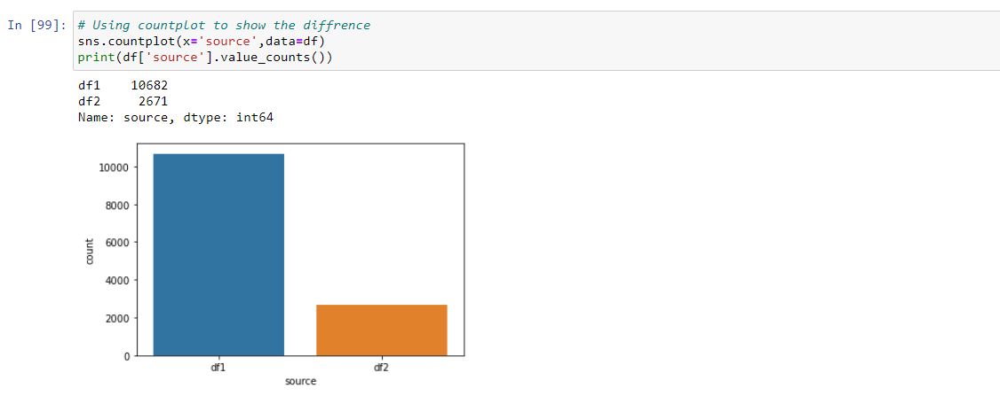 In [99]: # Using countplot to show the diffrence
sns.countplot(x='source',data=df)
print(df['source'].value_counts())
df1    10682
df2     2671
Name: source, dtype: int64
10000
8000
6000
4000
2000
0
count
df1 df2
source